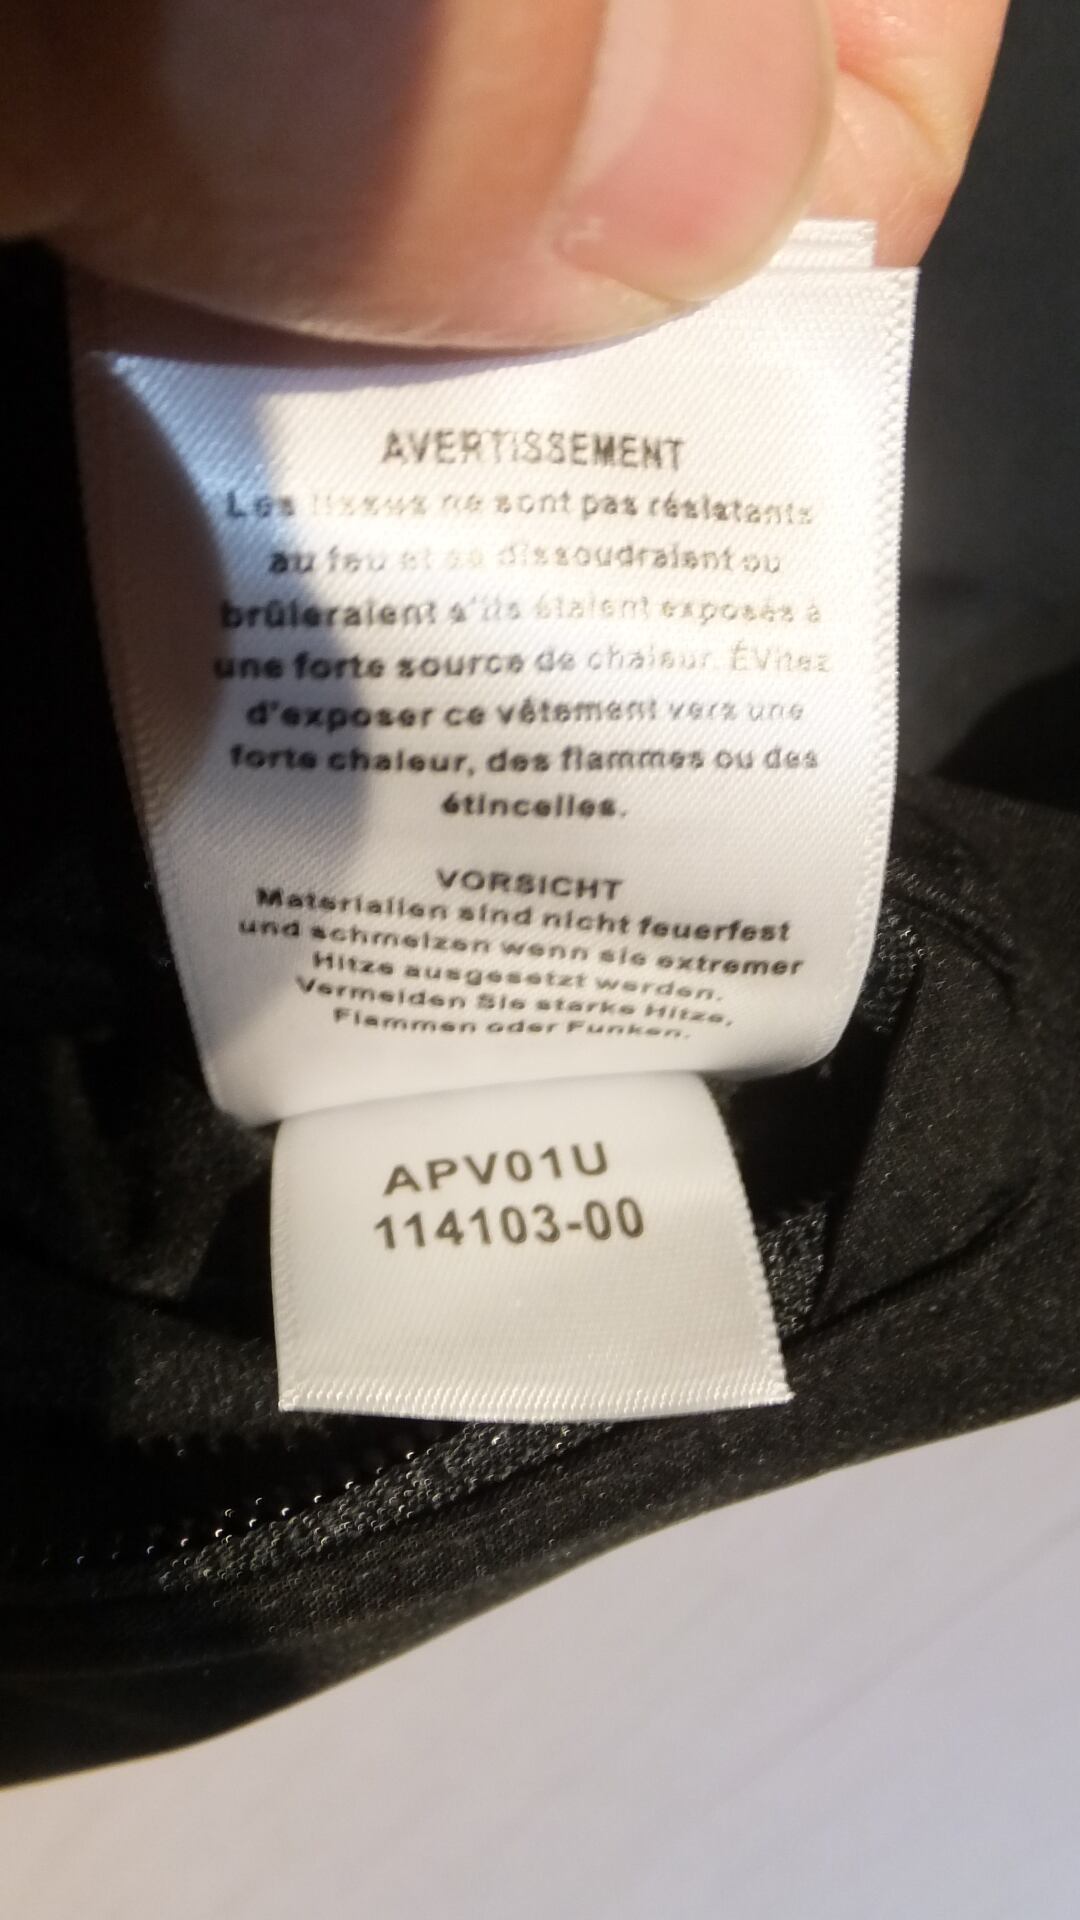 AVERTISSEMENT
Les tissus ne sont pas résistants
au feu et se dissoudraient ou
brûleraient s'ils étaient exposés à
une forte source de chaleur. ÉVitez
d'exposer ce vêtement vers une
forte chaleur, des flammes ou des
étincelles.
VORSICHT
Materialien sind nicht feuerfest
und schmelzen wenn sie extremer
Hitze ausgesetzt werden.
Vermeiden Sie starke Hitze,
Flammen oder Funken.
APV01U
114103-00